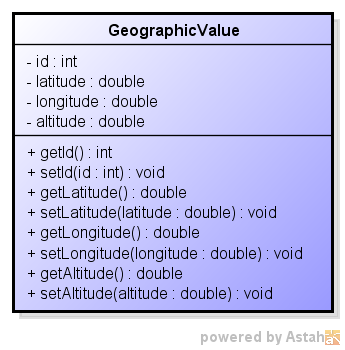 GeographicValue
- id : int
- latitude : double
- longitude : double
- altitude : double
+ getId() : int
+ setId(id : int) : void
+ getLatitude() : double
+ setLatitude(latitude : double) : void
+ getLongitude() : double
+ setLongitude(longitude : double) : void
+ getAltitude() : double
+ setAltitude(altitude : double) : void
powered by Astah